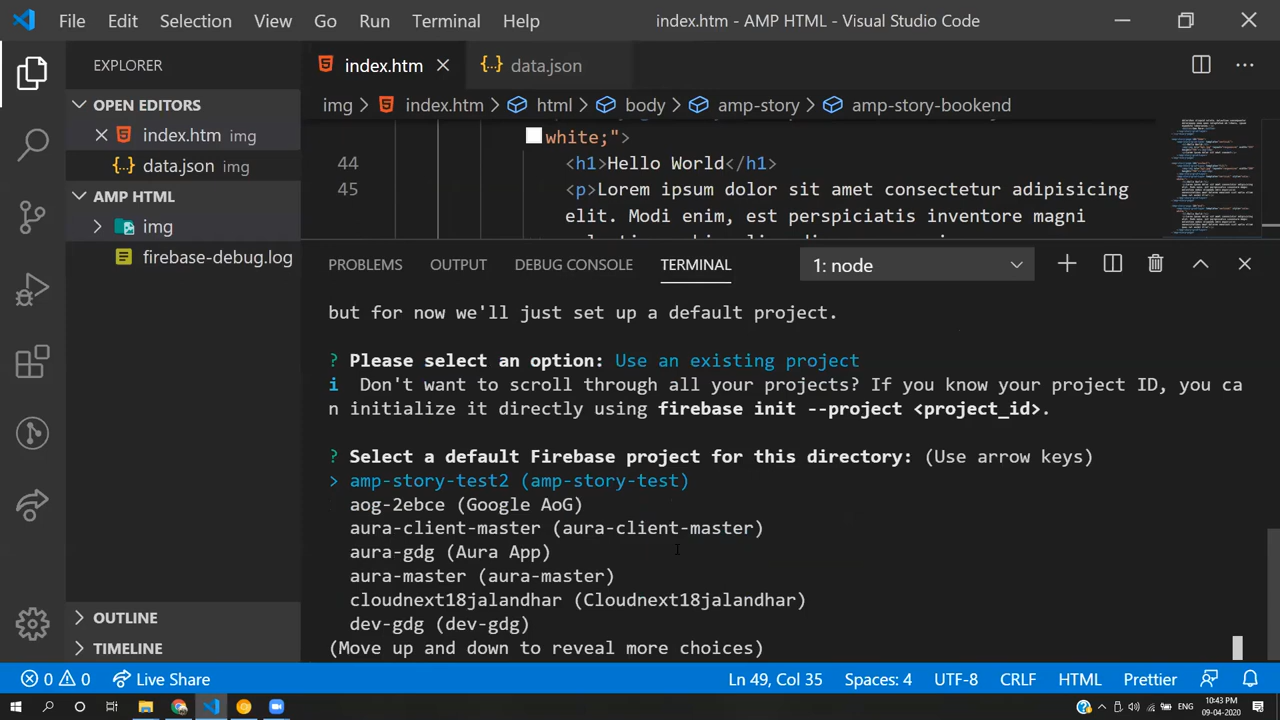 File Edit Selection View Go Run Terminal Help index.htm - AMP HTML - Visual Studio Code
EXPLORER
OPEN EDITORS
index.htm img
data.json img
AMP HTML
img
firebase-debug.log
OUTLINE
TIMELINE
index.htm data.json
img > index.htm > html > body > amp-story > amp-story-bookend
white;">
44 <h1>Hello World</h1>
45 <p>Lorem ipsum dolor sit amet consectetur adipisicing
elit. Modi enim, est perspiciatis inventore magni
PROBLEMS OUTPUT DEBUG CONSOLE TERMINAL 1: node
but for now we'll just set up a default project.
? Please select an option: Use an existing project
i Don't want to scroll through all your projects? If you know your project ID, you ca
n initialize it directly using firebase init --project <project_id>.
? Select a default Firebase project for this directory: (Use arrow keys)
> amp-story-test2 (amp-story-test)
aog-2ebce (Google AoG)
aura-client-master (aura-client-master)
aura-gdg (Aura App)
aura-master (aura-master)
cloudnext18jalandhar (Cloudnext18jalandhar)
dev-gdg (dev-gdg)
(Move up and down to reveal more choices)
0 0 Live Share Ln 49, Col 35 Spaces: 4 UTF-8 CRLF HTML Prettier
ENG 10:43 PM
09-04-2020